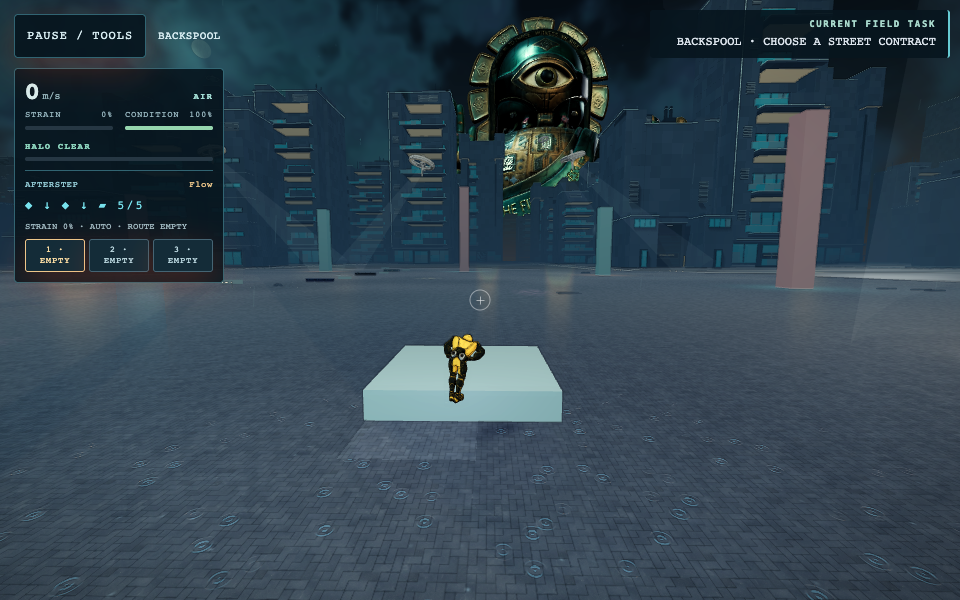 PAUSE / TOOLS
BACKSPOOL
CURRENT FIELD TASK
BACKSPOOL · CHOOSE A STREET CONTRACT
0 m/s
AIR
STRAIN 0%
CONDITION 100%
HALO CLEAR
AFTERSTEP
Flow
5/5
STRAIN 0% · AUTO · ROUTE EMPTY
1 · EMPTY
2 · EMPTY
3 · EMPTY